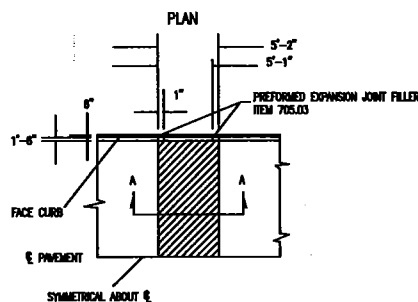 PLAN
5'-2"
5'-1"
1"
PREFORMED EXPANSION JOINT FILLER
ITEM 705.03
6"
1'-6"
A
A
FACE CURB
℄ PAVEMENT
SYMMETRICAL ABOUT ℄